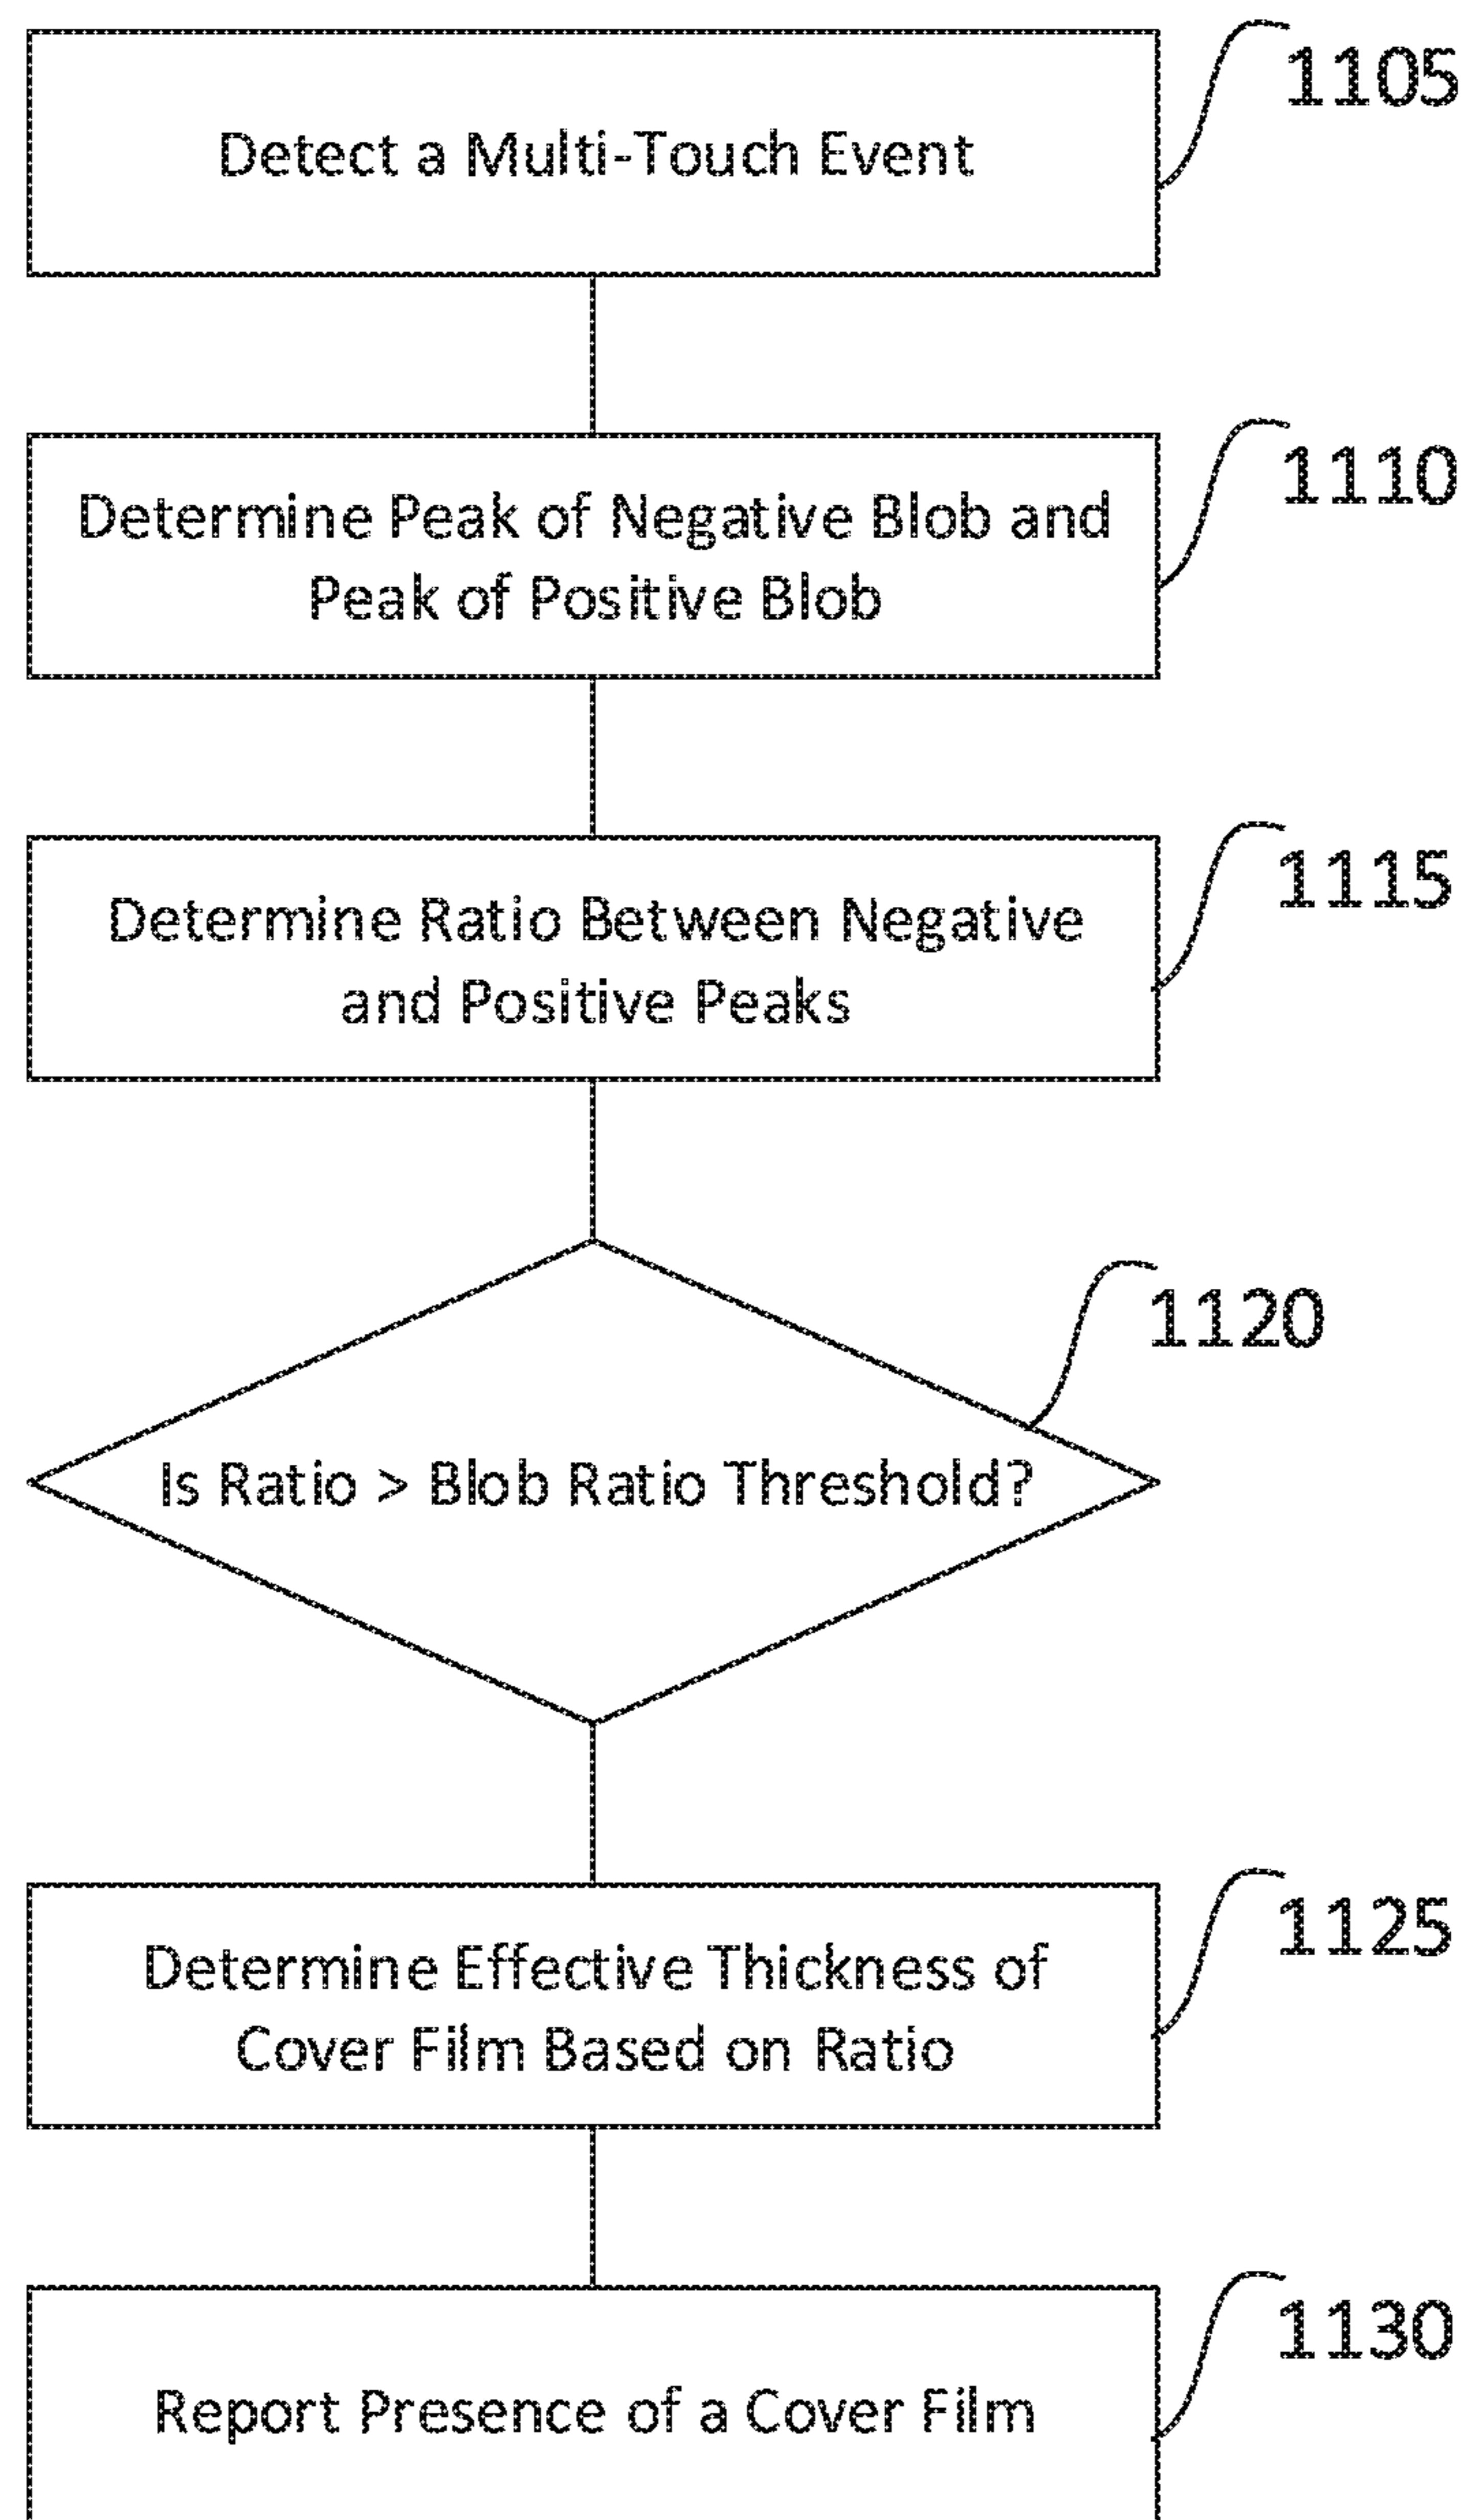 1105
Detect a Multi-Touch Event
1110
Determine Peak of Negative Blob and
Peak of Positive Blob
1115
Determine Ratio Between Negative
and Positive Peaks
1120
Is Ratio > Blob Ratio Threshold?
1125
Determine Effective Thickness of
Cover Film Based on Ratio
1130
Report Presence of a Cover Film